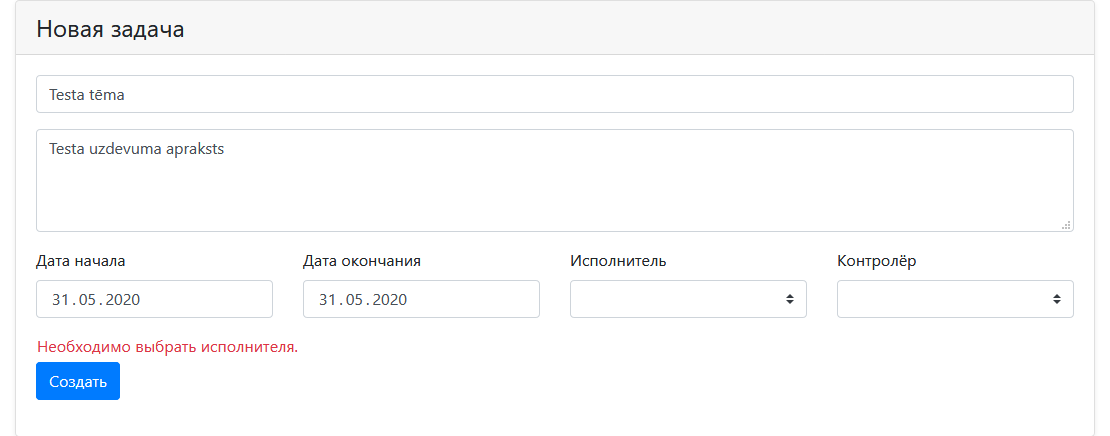 Новая задача
Testa tēma
Testa uzdevuma apraksts
Дата начала Дата окончания Исполнитель Контролёр
31.05.2020 31.05.2020
Необходимо выбрать исполнителя.
Создать